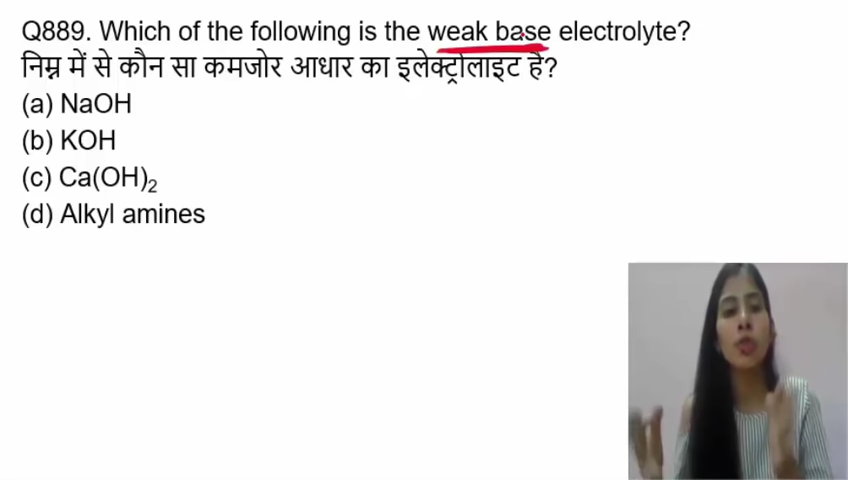 Q889. Which of the following is the weak base electrolyte?
निम्न में से कौन सा कमजोर आधार का इलेक्ट्रोलाइट है?
(a) NaOH
(b) KOH
(c) Ca(OH)₂
(d) Alkyl amines